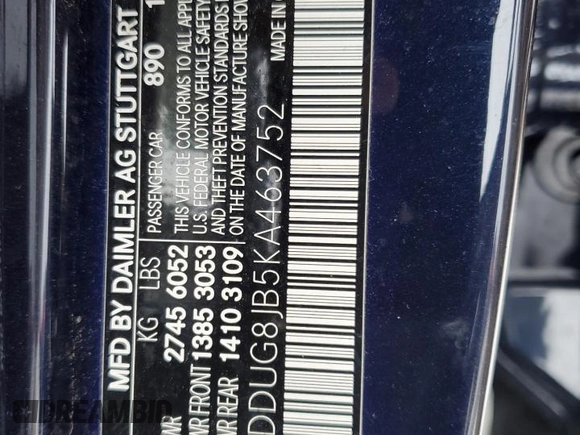 MFD BY DAIMLER AG STUTTGART
890
KG LBS PASSENGER CAR
2745 6052 THIS VEHICLE CONFORMS TO ALL
FRONT 1385 3053 U.S. FEDERAL MOTOR VEHICLE SAFETY
WR REAR 1410 3109 AND THEFT PREVENTION STANDARDS
ON THE DATE OF MANUFACTURE SHOW
DDUG8JB5KA463752 MADE IN
DREAMBID